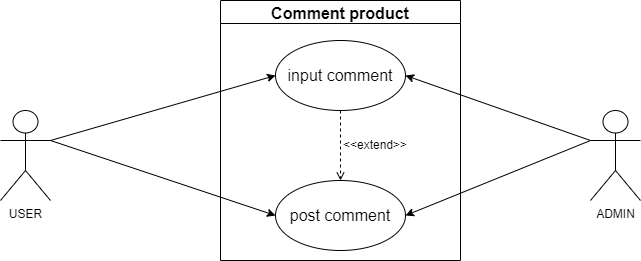 Comment product
input comment
<<extend>>
post comment
USER
ADMIN